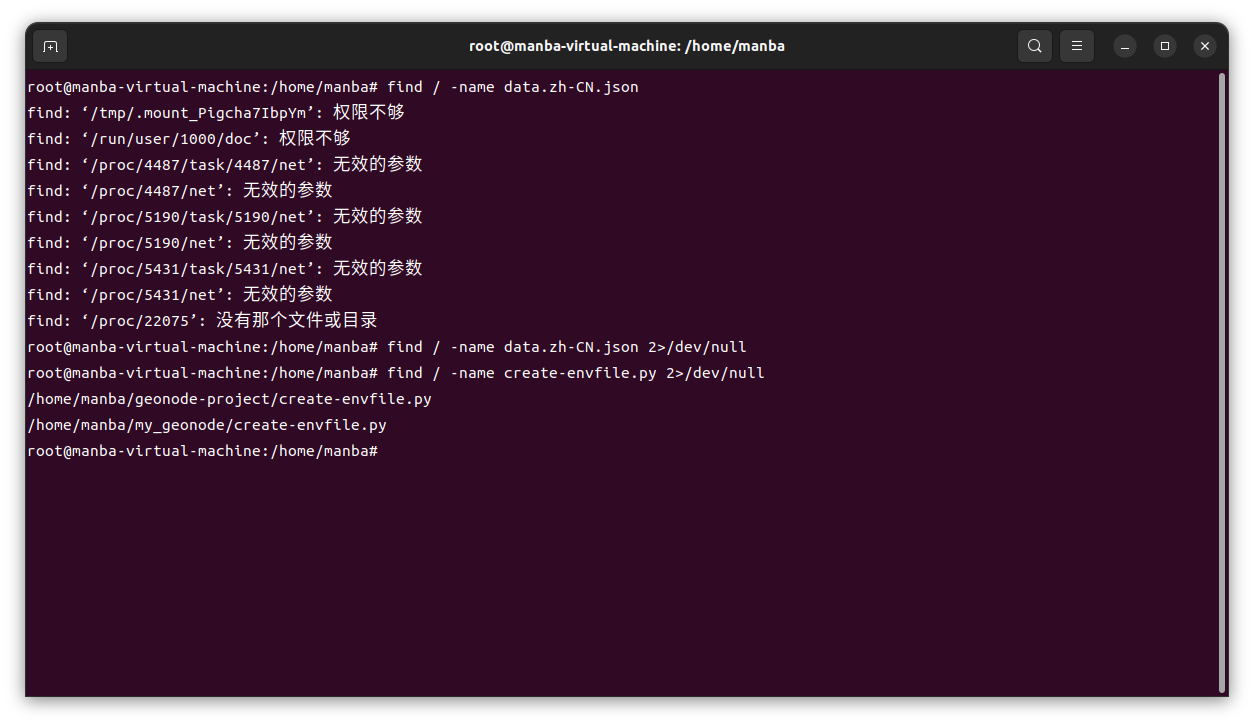 root@manba-virtual-machine: /home/manba
root@manba-virtual-machine:/home/manba# find / -name data.zh-CN.json
find: ‘/tmp/.mount_Pigcha7IbpYm’: 权限不够
find: ‘/run/user/1000/doc’: 权限不够
find: ‘/proc/4487/task/4487/net’: 无效的参数
find: ‘/proc/4487/net’: 无效的参数
find: ‘/proc/5190/task/5190/net’: 无效的参数
find: ‘/proc/5190/net’: 无效的参数
find: ‘/proc/5431/task/5431/net’: 无效的参数
find: ‘/proc/5431/net’: 无效的参数
find: ‘/proc/22075’: 没有那个文件或目录
root@manba-virtual-machine:/home/manba# find / -name data.zh-CN.json 2>/dev/null
root@manba-virtual-machine:/home/manba# find / -name create-envfile.py 2>/dev/null
/home/manba/geonode-project/create-envfile.py
/home/manba/my_geonode/create-envfile.py
root@manba-virtual-machine:/home/manba#